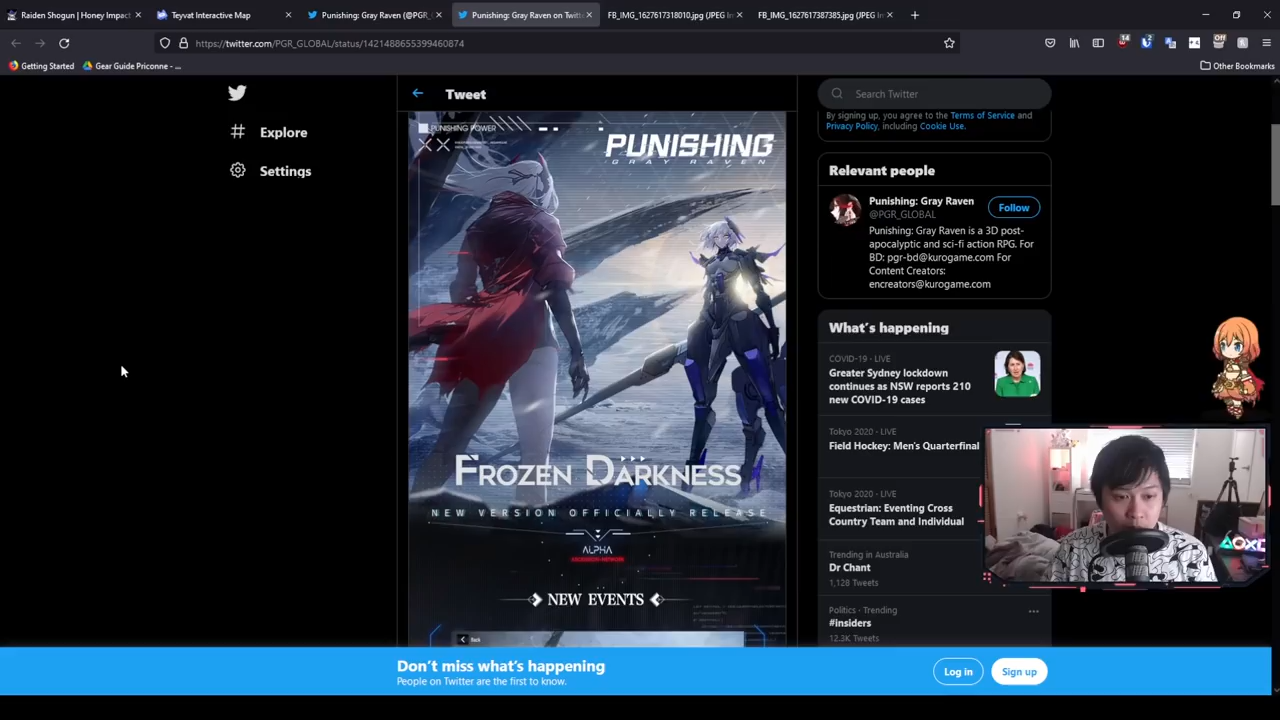 Raiden Shogun | Honey Impact
Teyvat Interactive Map
Punishing: Gray Raven (@PGR_
Punishing: Gray Raven on Twitt
FB_IMG_1627617318010.jpg (JPEG I
FB_IMG_1627617387385.jpg (JPEG I
https://twitter.com/PGR_GLOBAL/status/1421488655399460874
14
2
Off
Getting Started
Gear Guide Priconne - ...
Other Bookmarks
Explore
Settings
Tweet
PUNISHING POWER
PUNISHING
GRAY RAVEN
FROZEN DARKNESS
NEW VERSION OFFICIALLY RELEASE
ALPHA
NEW EVENTS
Back
Search Twitter
By signing up, you agree to the Terms of Service and
Privacy Policy, including Cookie Use.
Relevant people
Punishing: Gray Raven
@PGR_GLOBAL
Follow
Punishing: Gray Raven is a 3D post-
apocalyptic and sci-fi action RPG. For
BD: pgr-bd@kurogame.com For
Content Creators:
encreators@kurogame.com
What's happening
COVID-19 · LIVE
Greater Sydney lockdown
continues as NSW reports 210
new COVID-19 cases
Tokyo 2020 · LIVE
Field Hockey: Men's Quarterfinal
Tokyo 2020 · LIVE
Equestrian: Eventing Cross
Country Team and Individual
Trending in Australia
Dr Chant
1,128 Tweets
Politics · Trending
#insiders
12.3K Tweets
Don't miss what's happening
People on Twitter are the first to know.
Log in
Sign up